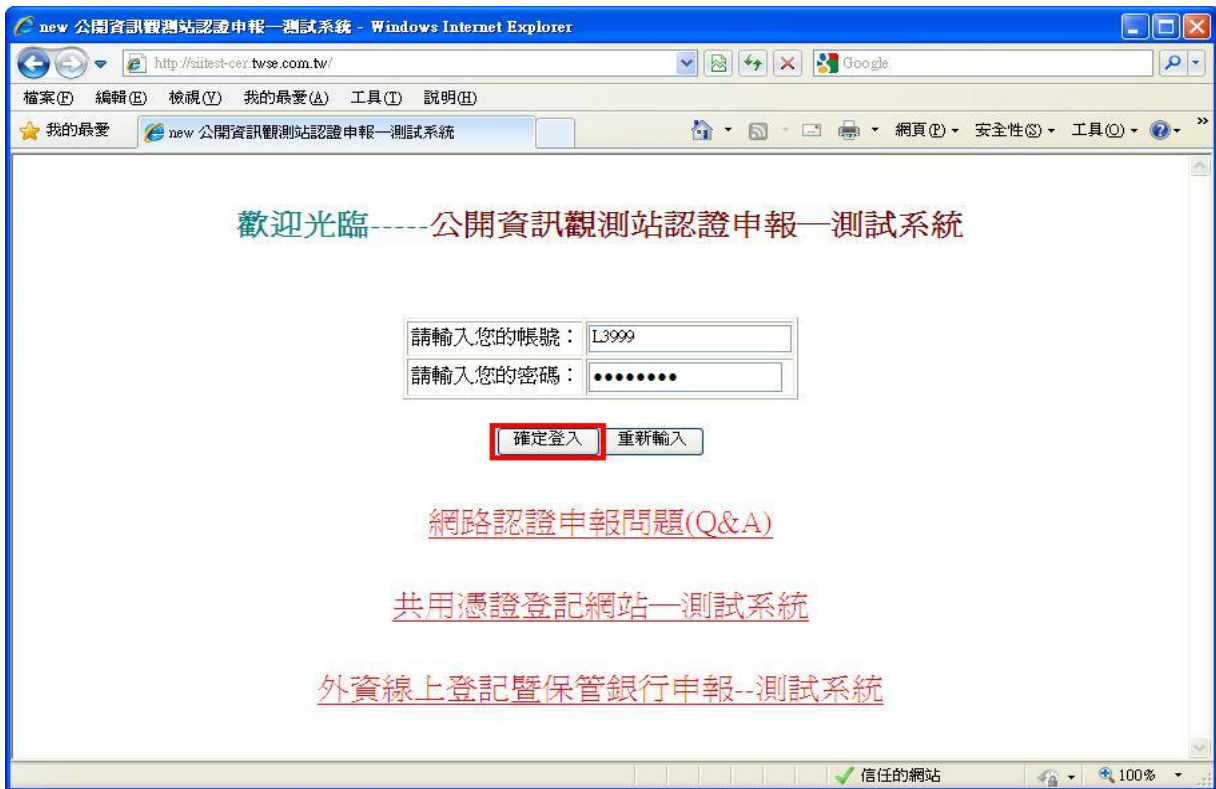 new 公開資訊觀測站認證申報—測試系統 - Windows Internet Explorer
http://siitest-cer.twse.com.tw/
Google
檔案(F) 編輯(E) 檢視(V) 我的最愛(A) 工具(T) 說明(H)
我的最愛 new 公開資訊觀測站認證申報—測試系統 網頁(P) 安全性(S) 工具(O) »
歡迎光臨-----公開資訊觀測站認證申報—測試系統
請輸入您的帳號： L3999
請輸入您的密碼： ●●●●●●●●
確定登入 重新輸入
網路認證申報問題(Q&A)
共用憑證登記網站—測試系統
外資線上登記暨保管銀行申報--測試系統
信任的網站 100%